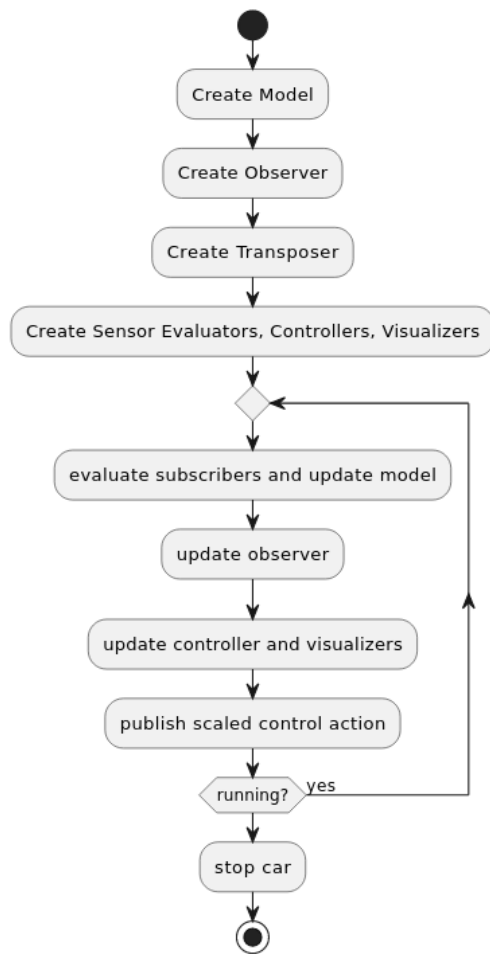 Create Model
Create Observer
Create Transposer
Create Sensor Evaluators, Controllers, Visualizers
evaluate subscribers and update model
update observer
update controller and visualizers
publish scaled control action
running?
yes
stop car